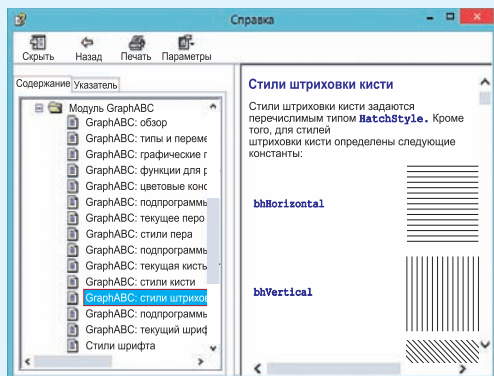 Справка
Скрыть Назад Печать Параметры
Содержание Указатель
Модуль GraphABC
GraphABC: обзор
GraphABC: типы и переме
GraphABC: графические г
GraphABC: функции для р
GraphABC: цветовые конс
GraphABC: подпрограммы
GraphABC: текущее перо
GraphABC: стили пера
GraphABC: подпрограммы
GraphABC: текущая кисть
GraphABC: стили кисти
GraphABC: стили штрихов
GraphABC: подпрограммы
GraphABC: текущий шриф
Стили шрифта
Стили штриховки кисти
Стили штриховки кисти задаются
перечислимым типом HatchStyle. Кроме
того, для стилей
штриховки кисти определены следующие
константы:
bhHorizontal
bhVertical